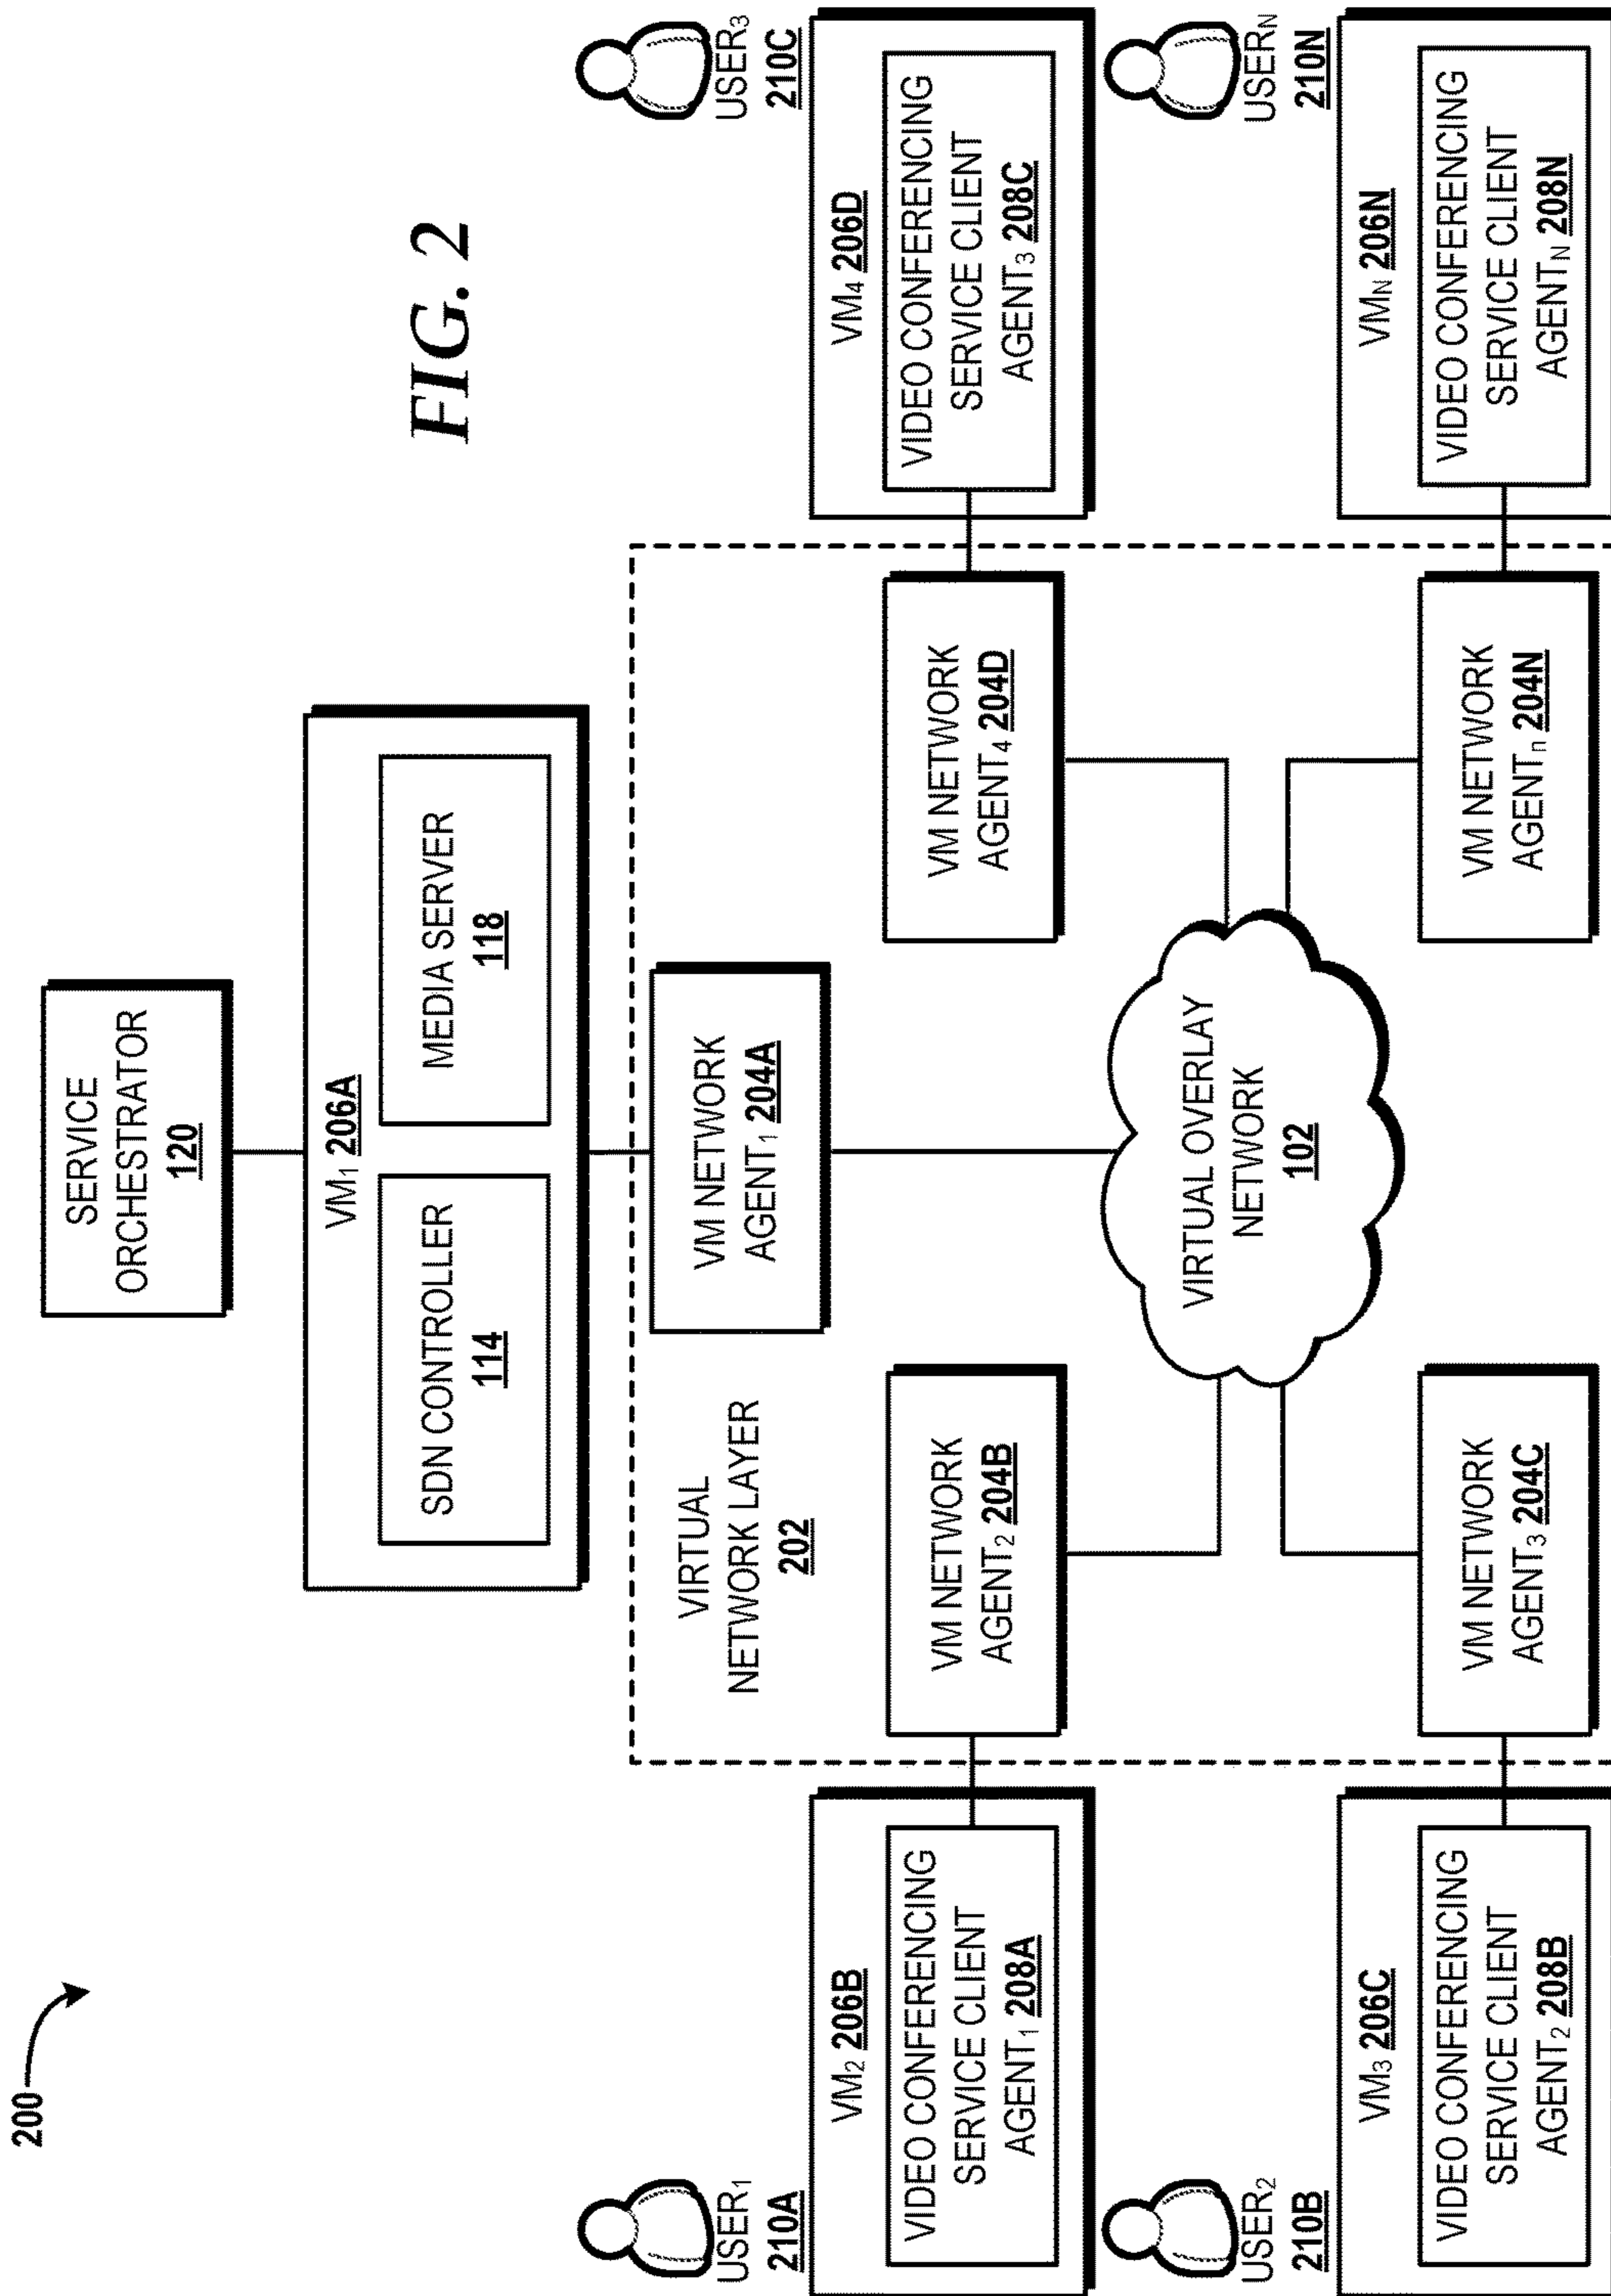 200
SERVICE
ORCHESTRATOR
120
FIG. 2
VM₁ 206A
SDN CONTROLLER
114
MEDIA SERVER
118
VIRTUAL
NETWORK LAYER
202
VM NETWORK
AGENT₁ 204A
USER₁
210A
VM₂ 206B
VIDEO CONFERENCING
SERVICE CLIENT
AGENT₁ 208A
VM NETWORK
AGENT₂ 204B
VM NETWORK
AGENT₄ 204D
USER₃
210C
VM₄ 206D
VIDEO CONFERENCING
SERVICE CLIENT
AGENT₃ 208C
VIRTUAL OVERLAY
NETWORK
102
USER₂
210B
VM₃ 206C
VIDEO CONFERENCING
SERVICE CLIENT
AGENT₂ 208B
VM NETWORK
AGENT₃ 204C
VM NETWORK
AGENTₙ 204N
USER_N
210N
VM_N 206N
VIDEO CONFERENCING
SERVICE CLIENT
AGENT_N 208N